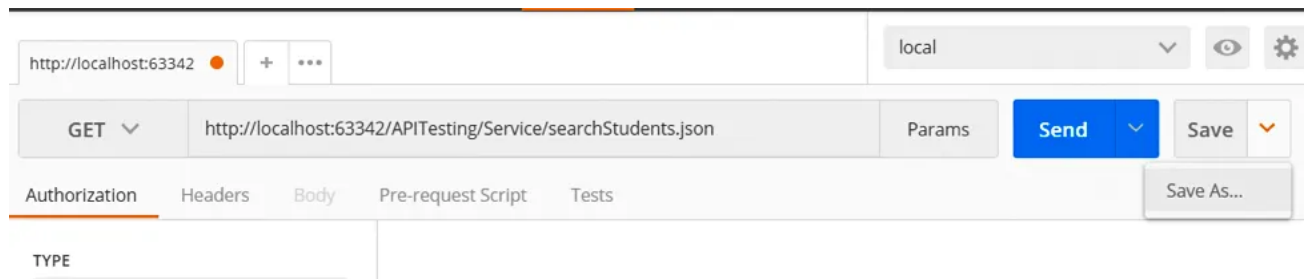 local
http://localhost:63342
GET http://localhost:63342/APITesting/Service/searchStudents.json Params Send Save
Authorization Headers Body Pre-request Script Tests
Save As...
TYPE